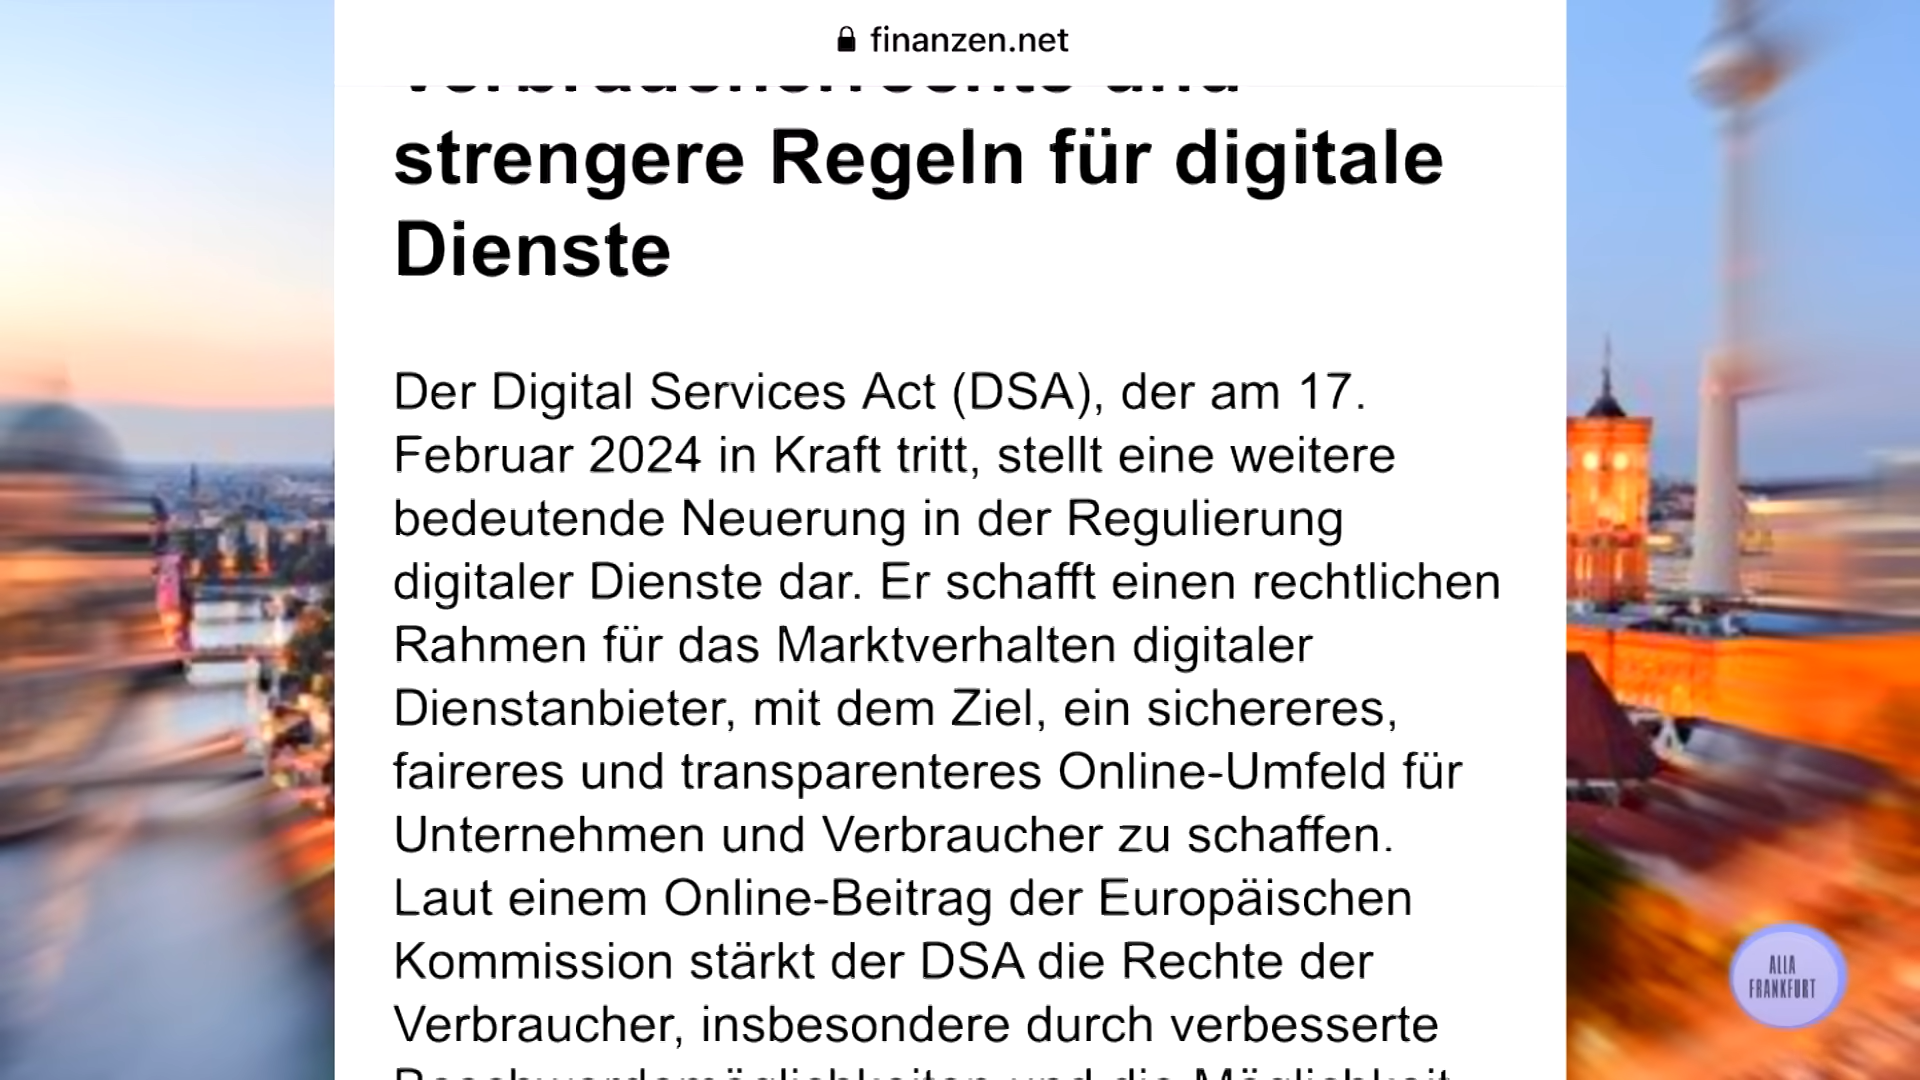 finanzen.net
strengere Regeln für digitale
Dienste
Der Digital Services Act (DSA), der am 17.
Februar 2024 in Kraft tritt, stellt eine weitere
bedeutende Neuerung in der Regulierung
digitaler Dienste dar. Er schafft einen rechtlichen
Rahmen für das Marktverhalten digitaler
Dienstanbieter, mit dem Ziel, ein sichereres,
faireres und transparenteres Online-Umfeld für
Unternehmen und Verbraucher zu schaffen.
Laut einem Online-Beitrag der Europäischen
Kommission stärkt der DSA die Rechte der
Verbraucher, insbesondere durch verbesserte
ALLA
FRANKFURT